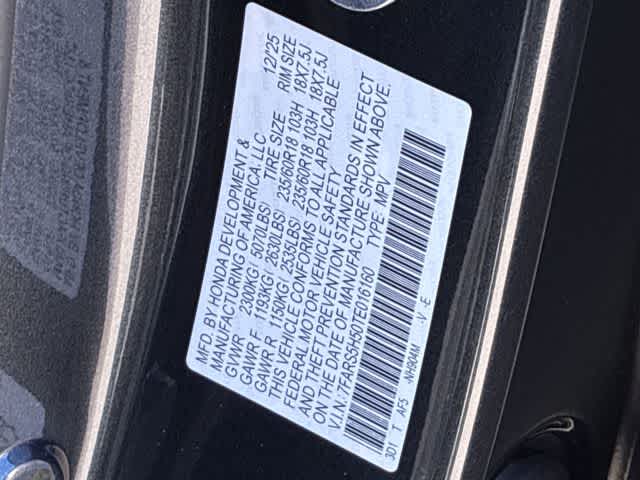 MFD. BY HONDA DEVELOPMENT & 12/25
MANUFACTURING OF AMERICA, LLC
GVWR 2300KG( 5070LBS) TIRE SIZE RIM SIZE
GAWR F 1193KG( 2630LBS) 235/60R18 103H 18X7.5J
GAWR R 1150KG( 2535LBS) 235/60R18 103H 18X7.5J
THIS VEHICLE CONFORMS TO ALL APPLICABLE
FEDERAL MOTOR VEHICLE SAFETY
AND THEFT PREVENTION STANDARDS IN EFFECT
ON THE DATE OF MANUFACTURE SHOWN ABOVE.
V.I.N.: 7FARS5H50TE016160 TYPE: MPV
301 T AF5 -NH904M -V -E